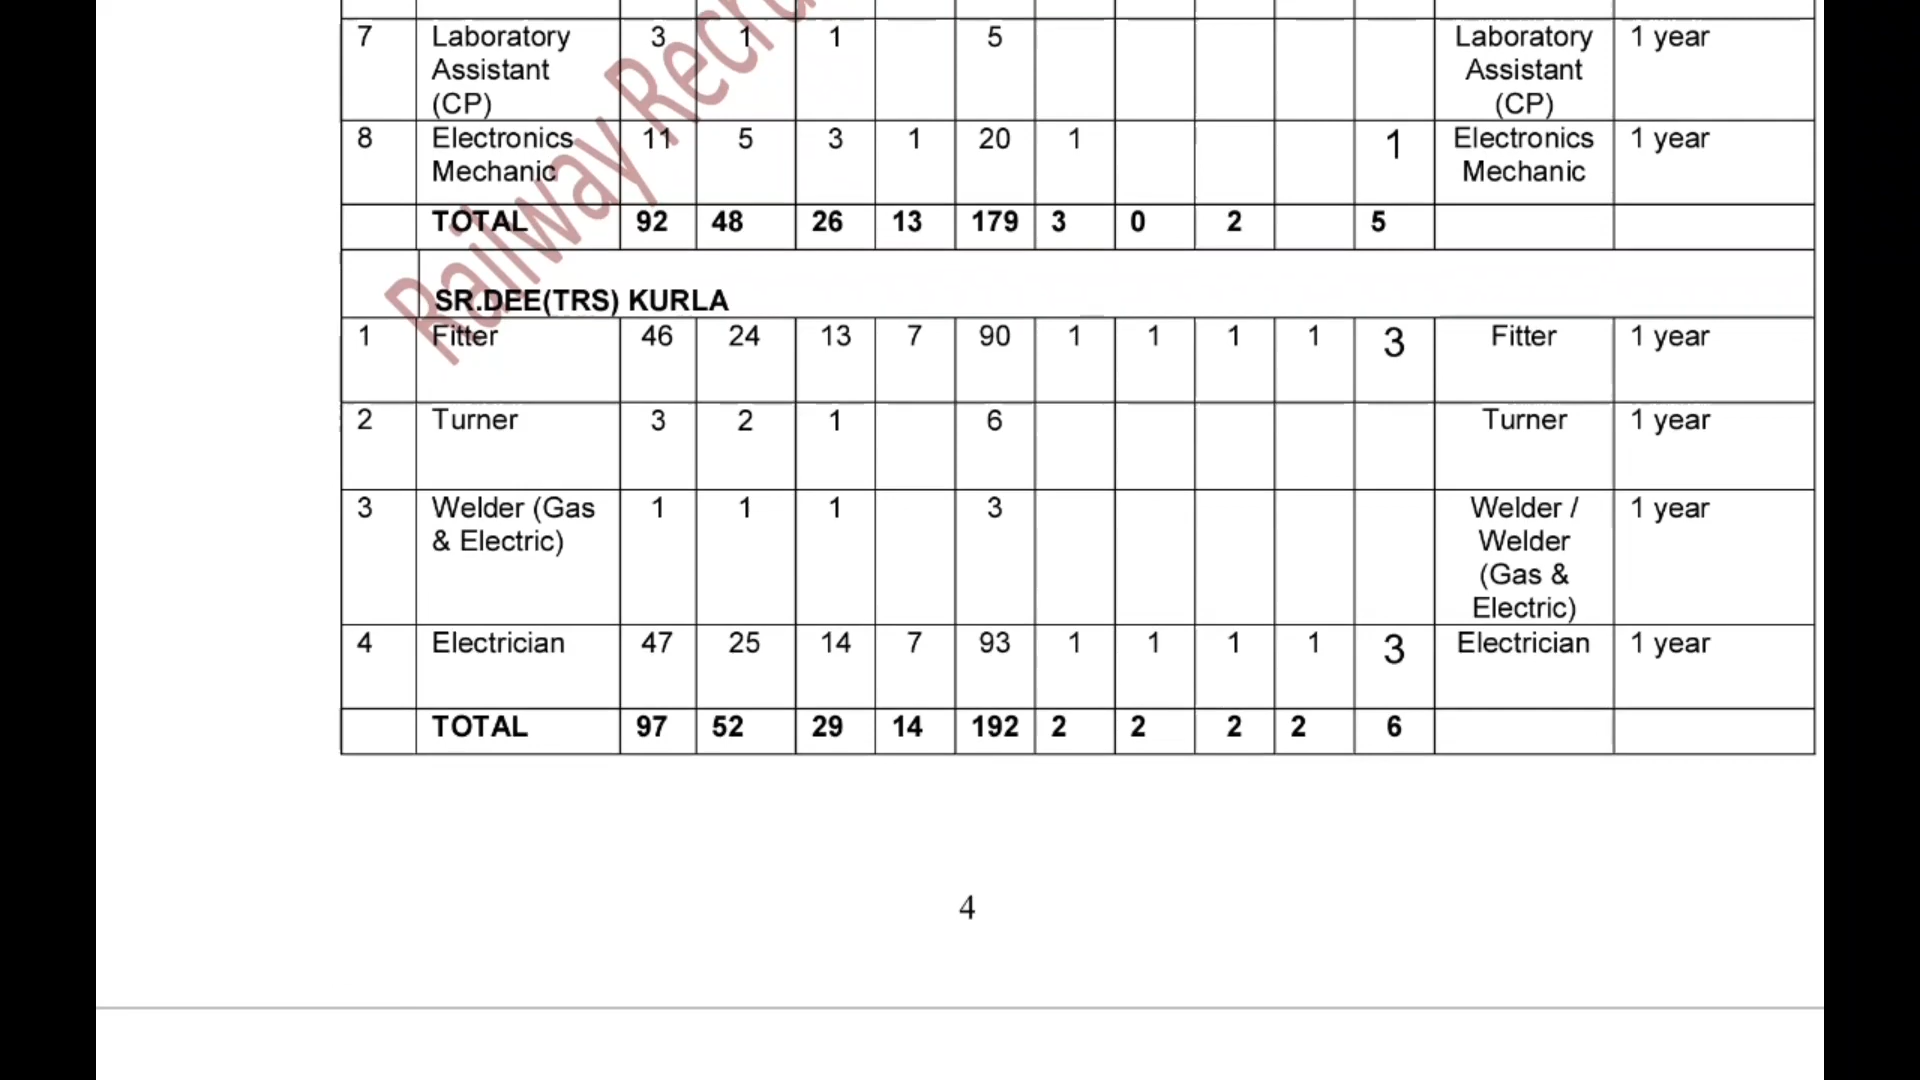 7 Laboratory 3 1 1 5 Laboratory 1 year
Assistant Assistant
(CP) (CP)
8 Electronics 11 5 3 1 20 1 1 Electronics 1 year
Mechanic Mechanic
TOTAL 92 48 26 13 179 3 0 2 5
SR.DEE(TRS) KURLA
1 Fitter 46 24 13 7 90 1 1 1 1 3 Fitter 1 year
2 Turner 3 2 1 6 Turner 1 year
3 Welder (Gas 1 1 1 3 Welder / 1 year
& Electric) Welder
(Gas &
Electric)
4 Electrician 47 25 14 7 93 1 1 1 1 3 Electrician 1 year
TOTAL 97 52 29 14 192 2 2 2 2 6
4
Railway